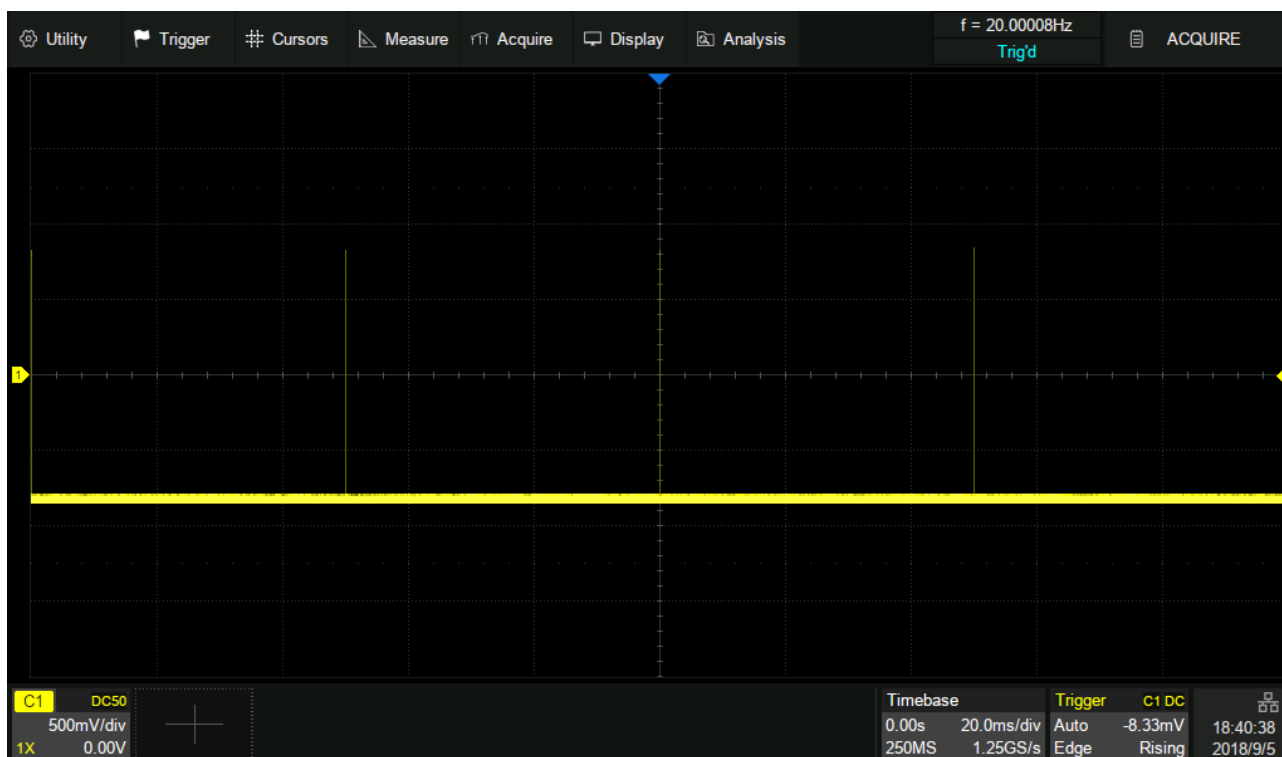 Utility Trigger Cursors Measure Acquire Display Analysis
f = 20.00008Hz
Trig'd
ACQUIRE
1
C1 DC50
500mV/div
1X 0.00V
Timebase
0.00s 20.0ms/div
250MS 1.25GS/s
Trigger C1 DC
Auto -8.33mV
Edge Rising
18:40:38
2018/9/5